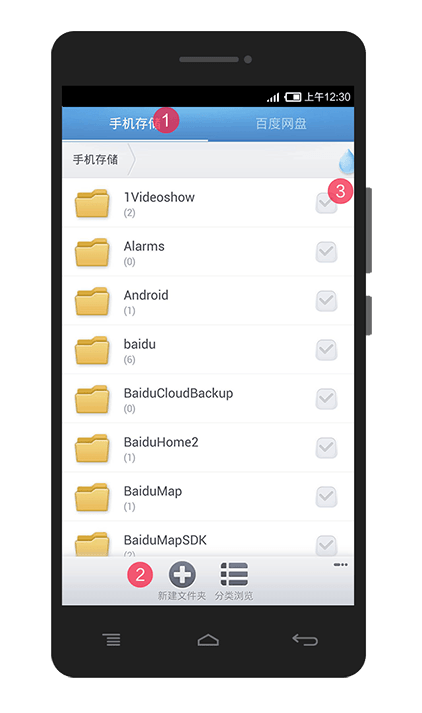 上午12:30
手机存储 1 百度网盘
手机存储
3
1Videoshow
(2)
Alarms
(0)
Android
(1)
baidu
(6)
BaiduCloudBackup
(0)
BaiduHome2
(1)
BaiduMap
(1)
BaiduMapSDK
(2)
2
新建文件夹 分类浏览